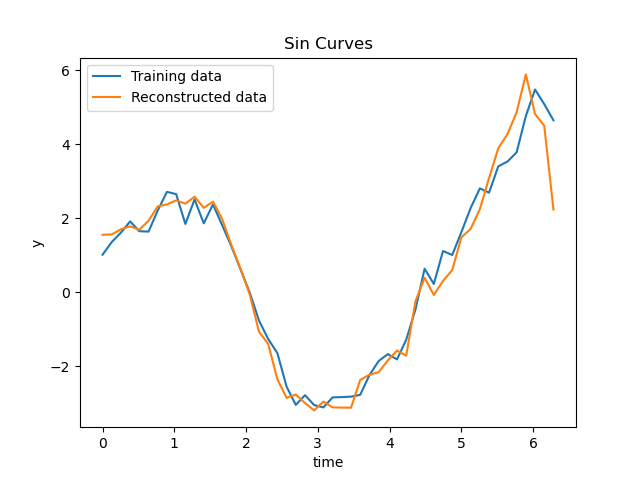 Sin Curves
Training data
Reconstructed data
y
6
4
2
0
−2
0 1 2 3 4 5 6
time